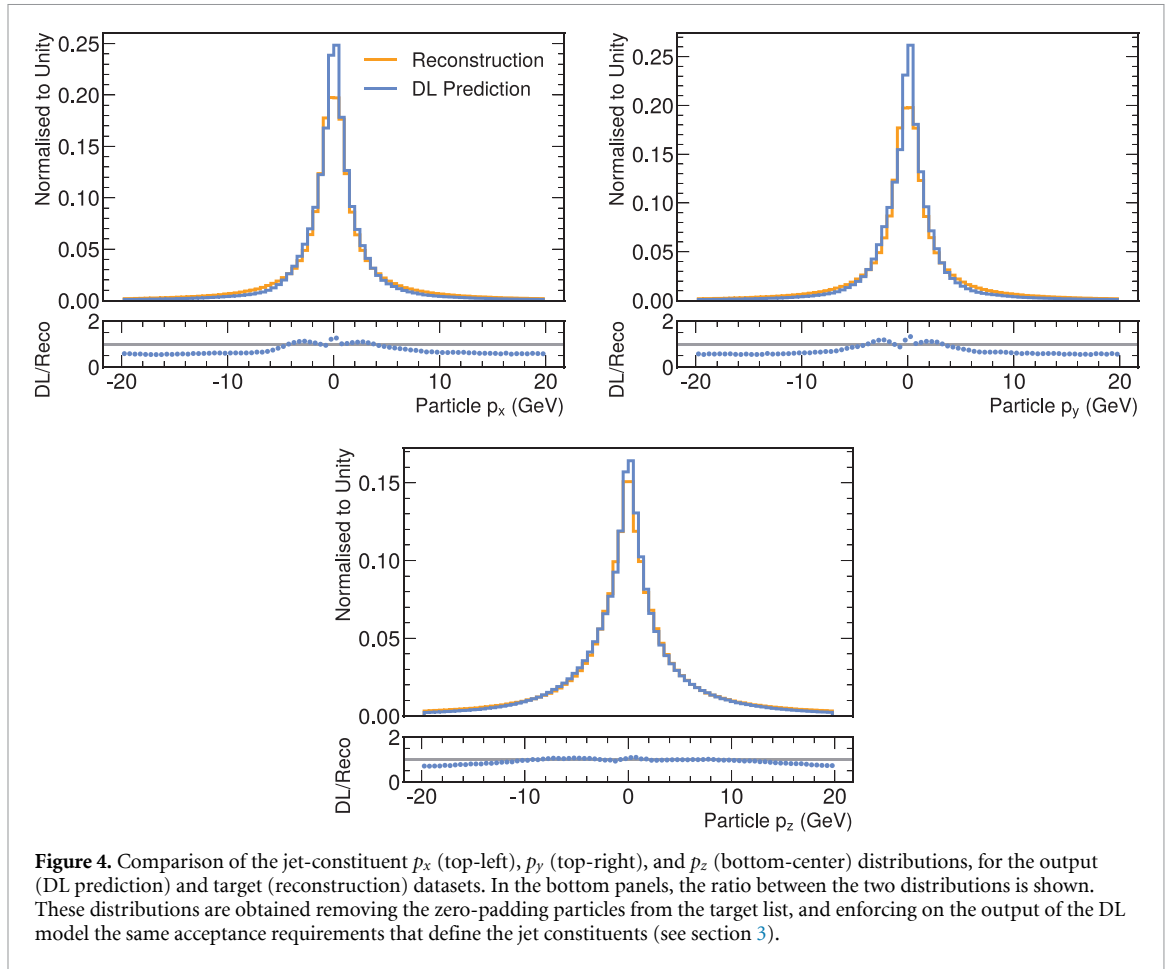 Normalised to Unity
0.25
0.20
0.15
0.10
0.05
0.00
Reconstruction
DL Prediction
DL/Reco
2
0
-20
-10
0
10
20
Particle p_x (GeV)
Normalised to Unity
0.25
0.20
0.15
0.10
0.05
0.00
DL/Reco
2
0
-20
-10
0
10
20
Particle p_y (GeV)
Normalised to Unity
0.15
0.10
0.05
0.00
DL/Reco
2
0
-20
-10
0
10
20
Particle p_z (GeV)
Figure 4. Comparison of the jet-constituent p_x (top-left), p_y (top-right), and p_z (bottom-center) distributions, for the output
(DL prediction) and target (reconstruction) datasets. In the bottom panels, the ratio between the two distributions is shown.
These distributions are obtained removing the zero-padding particles from the target list, and enforcing on the output of the DL
model the same acceptance requirements that define the jet constituents (see section 3).